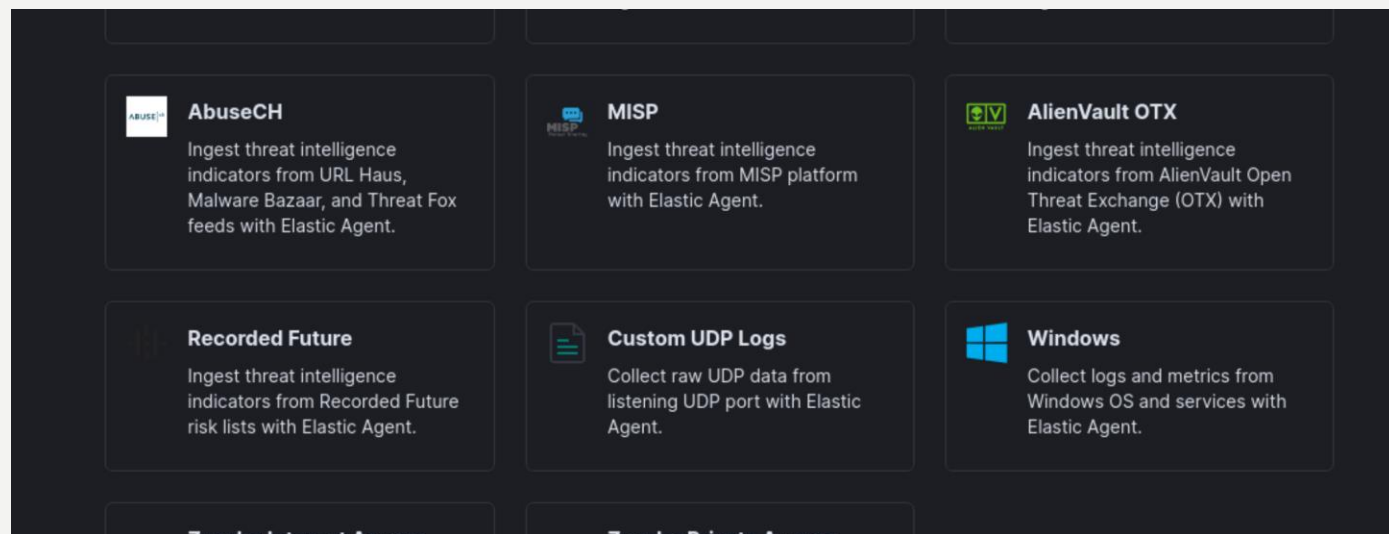 AbuseCH
Ingest threat intelligence
indicators from URL Haus,
Malware Bazaar, and Threat Fox
feeds with Elastic Agent.
MISP
Ingest threat intelligence
indicators from MISP platform
with Elastic Agent.
AlienVault OTX
Ingest threat intelligence
indicators from AlienVault Open
Threat Exchange (OTX) with
Elastic Agent.
ABUSE
MISP
ALIEN VAULT
Recorded Future
Ingest threat intelligence
indicators from Recorded Future
risk lists with Elastic Agent.
Custom UDP Logs
Collect raw UDP data from
listening UDP port with Elastic
Agent.
Windows
Collect logs and metrics from
Windows OS and services with
Elastic Agent.